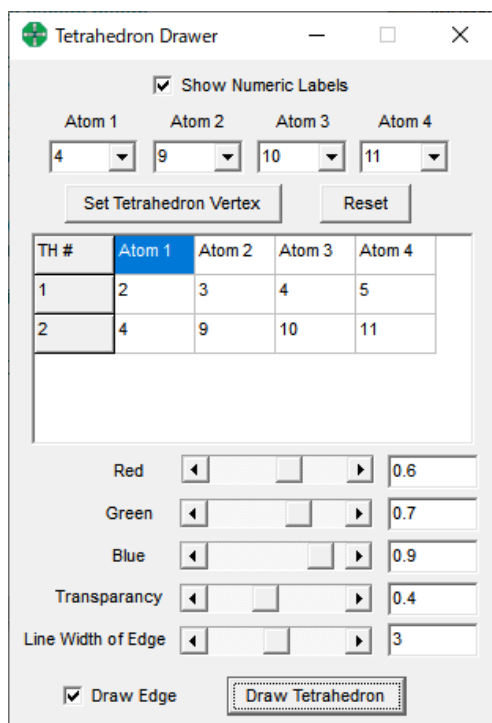 Tetrahedron Drawer
Show Numeric Labels
Atom 1 Atom 2 Atom 3 Atom 4
4 9 10 11
Set Tetrahedron Vertex Reset
TH # Atom 1 Atom 2 Atom 3 Atom 4
1 2 3 4 5
2 4 9 10 11
Red 0.6
Green 0.7
Blue 0.9
Transparancy 0.4
Line Width of Edge 3
Draw Edge Draw Tetrahedron